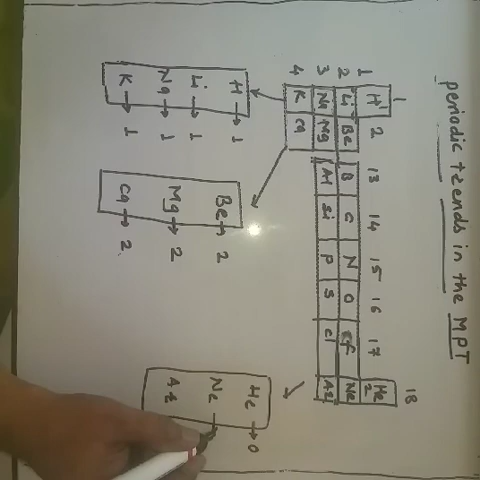 periodic trends in the MPT
1 18
1 H 2 13 14 15 16 17 He 2
2 Li Be B C N O F Ne
3 Na Mg Al Si P S Cl Ar
4 K Ca
H → 1
Li → 1
Na → 1
K → 1
Be → 2
Mg → 2
Ca → 2
He → 0
Ne
Ar